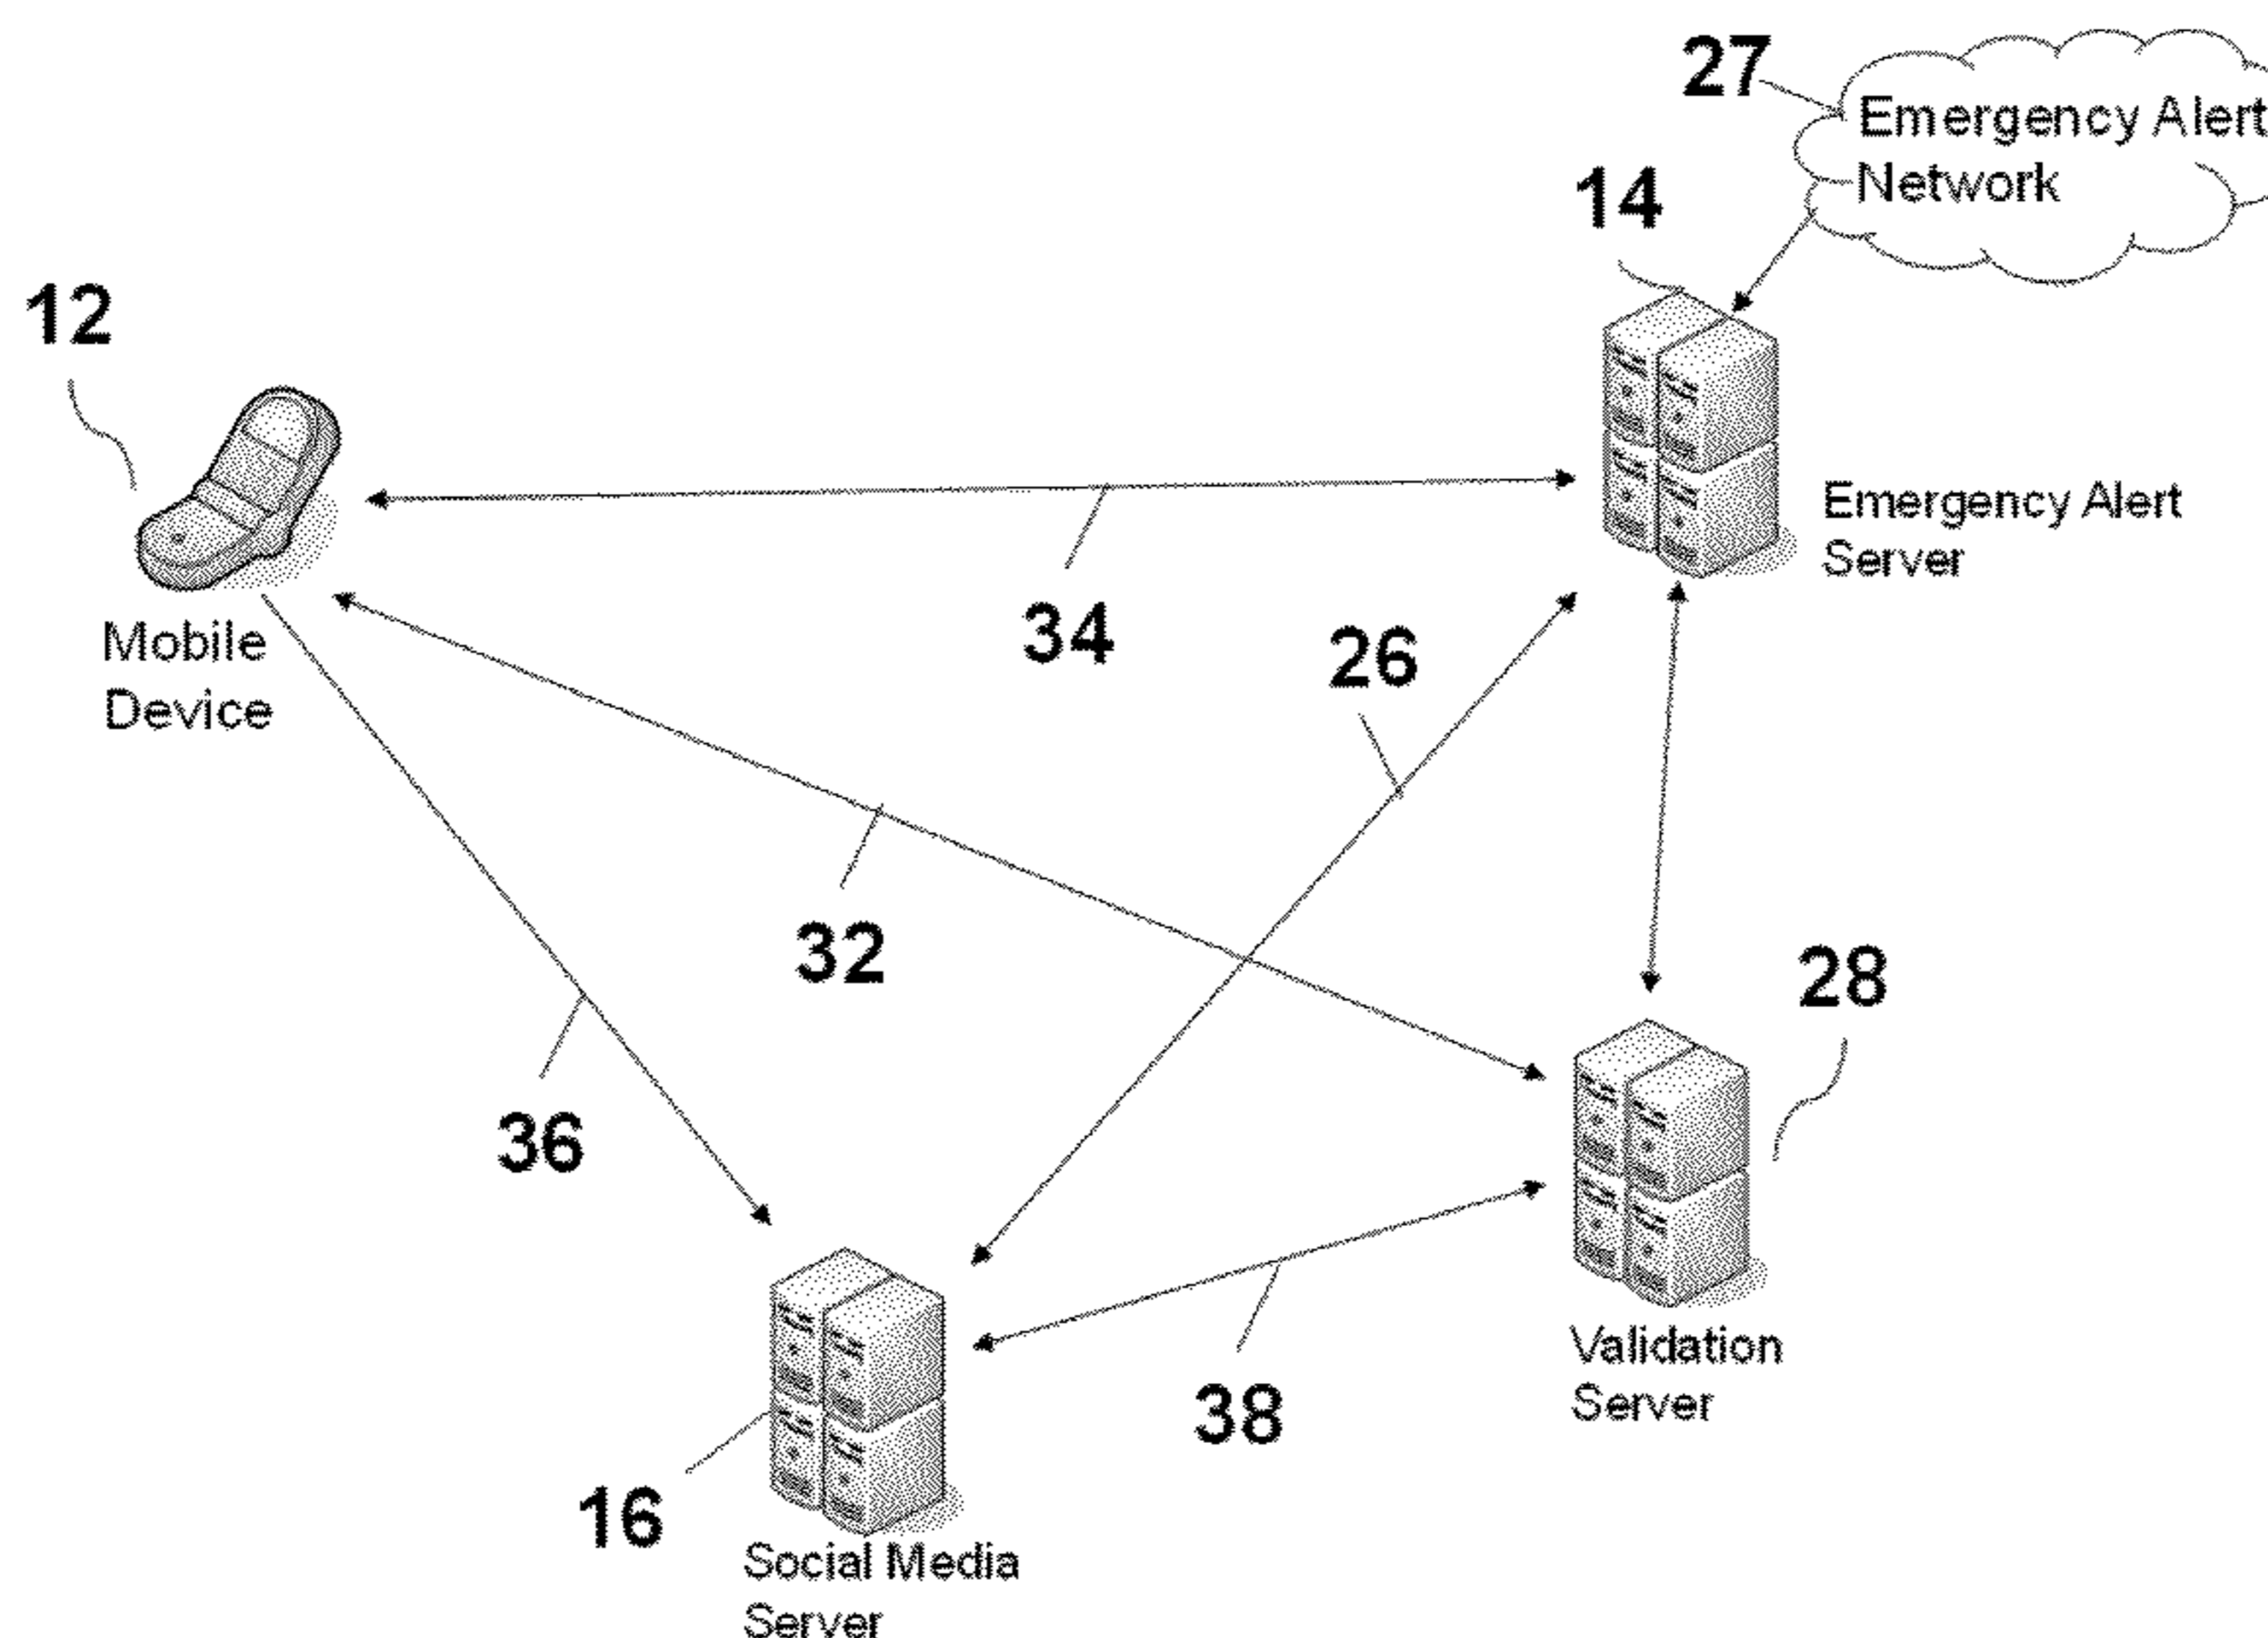 27
Emergency Alert
Network
14
12
Emergency Alert
Server
34
26
Mobile
Device
32
28
36
38
Validation
Server
16
Social Media
Server